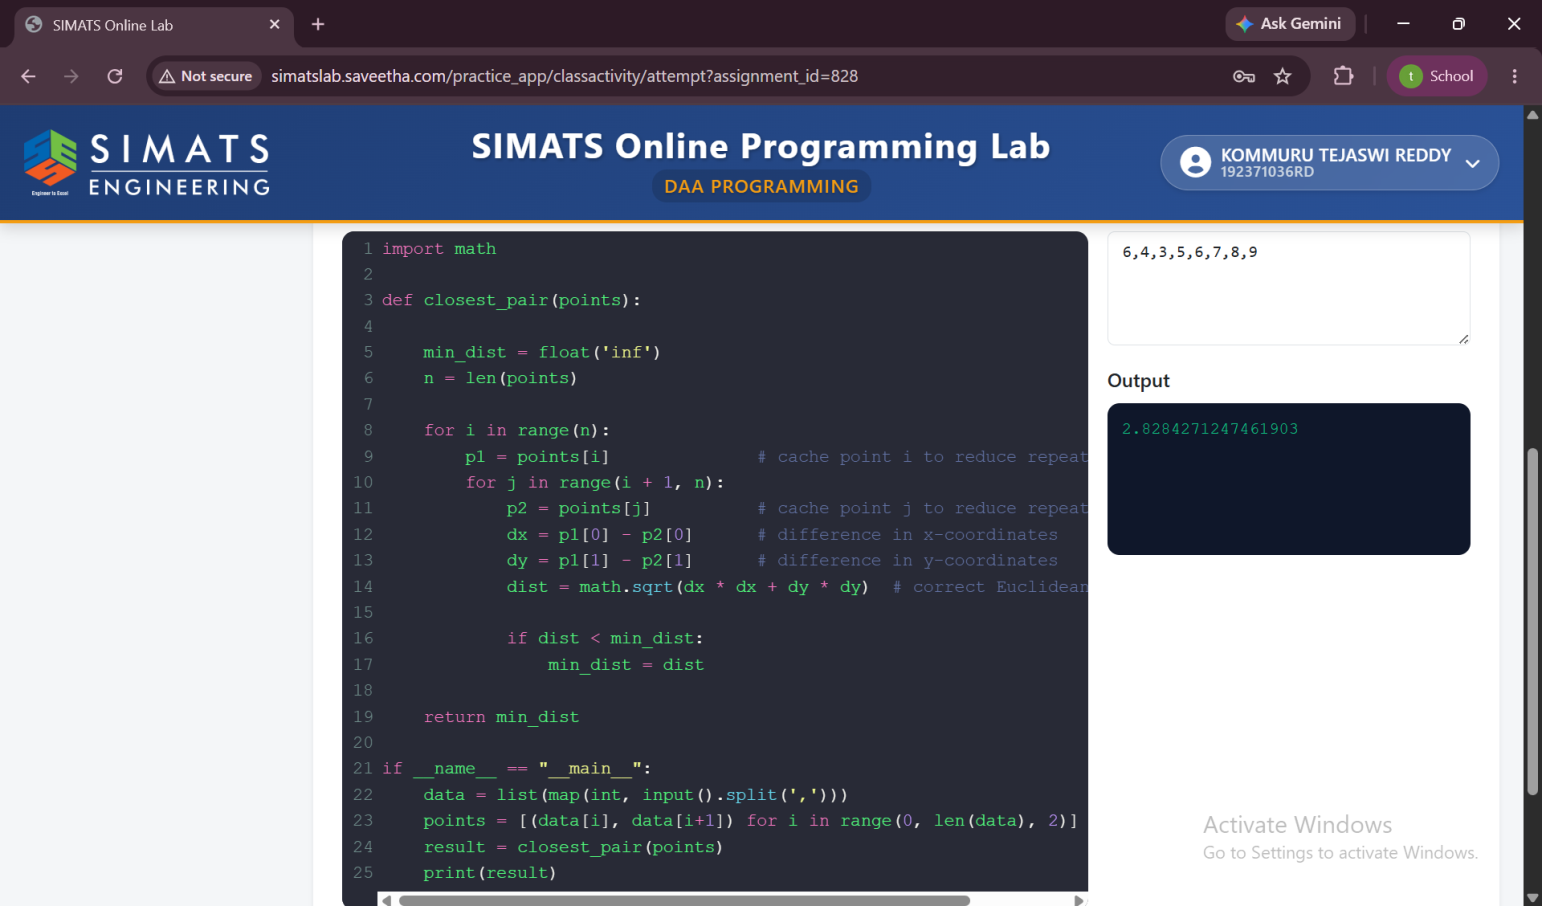 SIMATS Online Lab
Ask Gemini
Not secure
simatslab.saveetha.com/practice_app/classactivity/attempt?assignment_id=828
t
School
SIMATS
ENGINEERING
Engineer to Excel
SIMATS Online Programming Lab
DAA PROGRAMMING
KOMMURU TEJASWI REDDY
192371036RD
1 import math
2
3 def closest_pair(points):
4
5     min_dist = float('inf')
6     n = len(points)
7
8     for i in range(n):
9         p1 = points[i]              # cache point i to reduce repeat
10         for j in range(i + 1, n):
11             p2 = points[j]          # cache point j to reduce repeat
12             dx = p1[0] - p2[0]      # difference in x-coordinates
13             dy = p1[1] - p2[1]      # difference in y-coordinates
14             dist = math.sqrt(dx * dx + dy * dy)  # correct Euclidean
15
16             if dist < min_dist:
17                 min_dist = dist
18
19     return min_dist
20
21 if __name__ == "__main__":
22     data = list(map(int, input().split(',')))
23     points = [(data[i], data[i+1]) for i in range(0, len(data), 2)]
24     result = closest_pair(points)
25     print(result)
6,4,3,5,6,7,8,9
Output
2.8284271247461903
Activate Windows
Go to Settings to activate Windows.